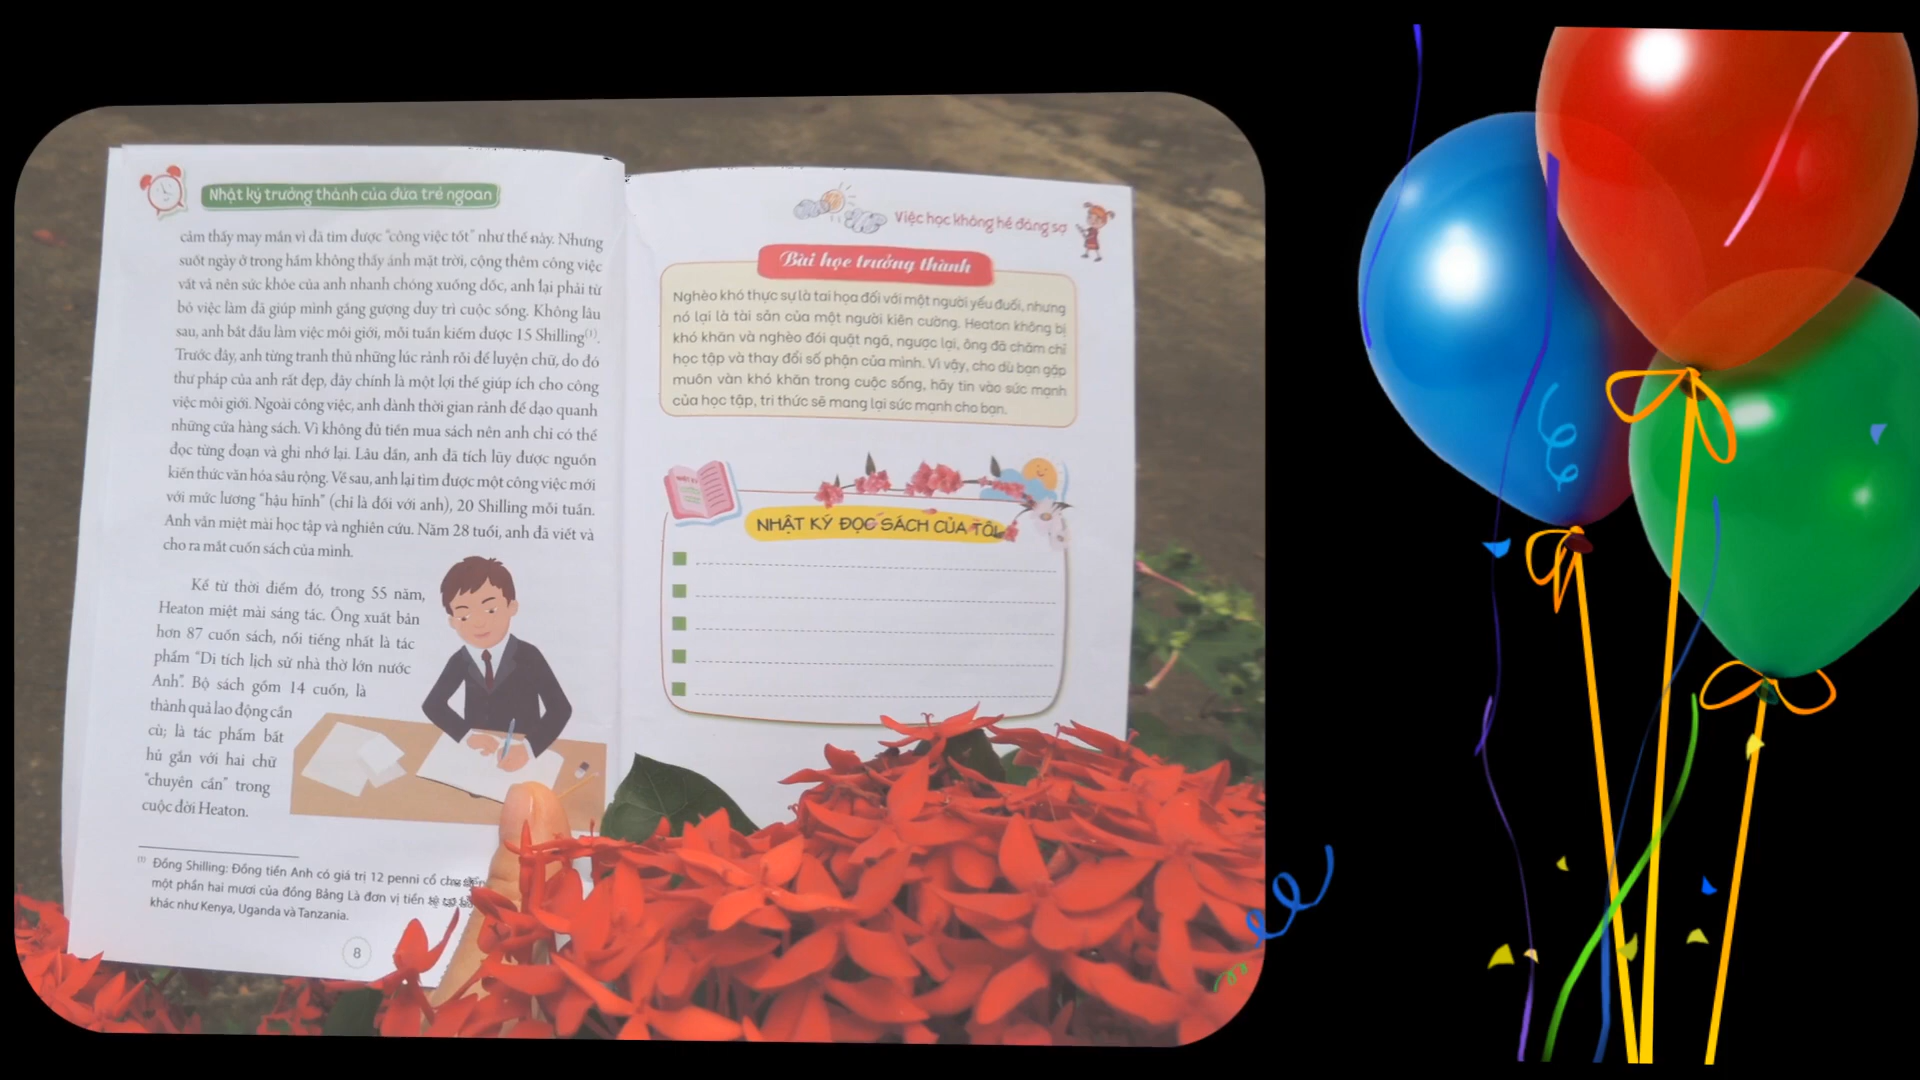 Nhật ký trưởng thành của đứa trẻ ngoan
cảm thấy may mắn vì đã tìm được "công việc tốt" như thế này. Nhưng
suốt ngày ở trong hầm không thấy ánh mặt trời, cộng thêm công việc
vất vả nên sức khỏe của anh nhanh chóng xuống dốc, anh lại phải từ
bỏ việc làm đã giúp mình gắng gượng duy trì cuộc sống. Không lâu
sau, anh bắt đầu làm việc môi giới, mỗi tuần kiếm được 15 Shilling⁽¹⁾.
Trước đây, anh từng tranh thủ những lúc rảnh rỗi để luyện chữ, do đó
thư pháp của anh rất đẹp, đây chính là một lợi thế giúp ích cho công
việc môi giới. Ngoài công việc, anh dành thời gian rảnh để dạo quanh
những cửa hàng sách. Vì không đủ tiền mua sách nên anh chỉ có thể
đọc từng đoạn và ghi nhớ lại. Lâu dần, anh đã tích lũy được nguồn
kiến thức văn hóa sâu rộng. Về sau, anh lại tìm được một công việc mới
với mức lương "hậu hĩnh" (chỉ là đối với anh), 20 Shilling mỗi tuần.
Anh vẫn miệt mài học tập và nghiên cứu. Năm 28 tuổi, anh đã viết và
cho ra mắt cuốn sách của mình.
Kể từ thời điểm đó, trong 55 năm,
Heaton miệt mài sáng tác. Ông xuất bản
hơn 87 cuốn sách, nổi tiếng nhất là tác
phẩm "Di tích lịch sử nhà thờ lớn nước
Anh". Bộ sách gồm 14 cuốn, là
thành quả lao động cần
cù; là tác phẩm bất
hủ gắn với hai chữ
"chuyên cần" trong
cuộc đời Heaton.
⁽¹⁾ Đồng Shilling: Đồng tiền Anh có giá trị 12 penni cổ
một phần hai mươi của đồng Bảng Là đơn vị tiền
khác như Kenya, Uganda và Tanzania.
8
Việc học không hề đáng sợ
Bài học trưởng thành
Nghèo khó thực sự là tai họa đối với một người yếu đuối, nhưng
nó lại là tài sản của một người kiên cường. Heaton không bị
khó khăn và nghèo đói quật ngã, ngược lại, ông đã chăm chỉ
học tập và thay đổi số phận của mình. Vì vậy, cho dù bạn gặp
muôn vàn khó khăn trong cuộc sống, hãy tin vào sức mạnh
của học tập, tri thức sẽ mang lại sức mạnh cho bạn.
NHẬT KÝ ĐỌC SÁCH CỦA TÔI